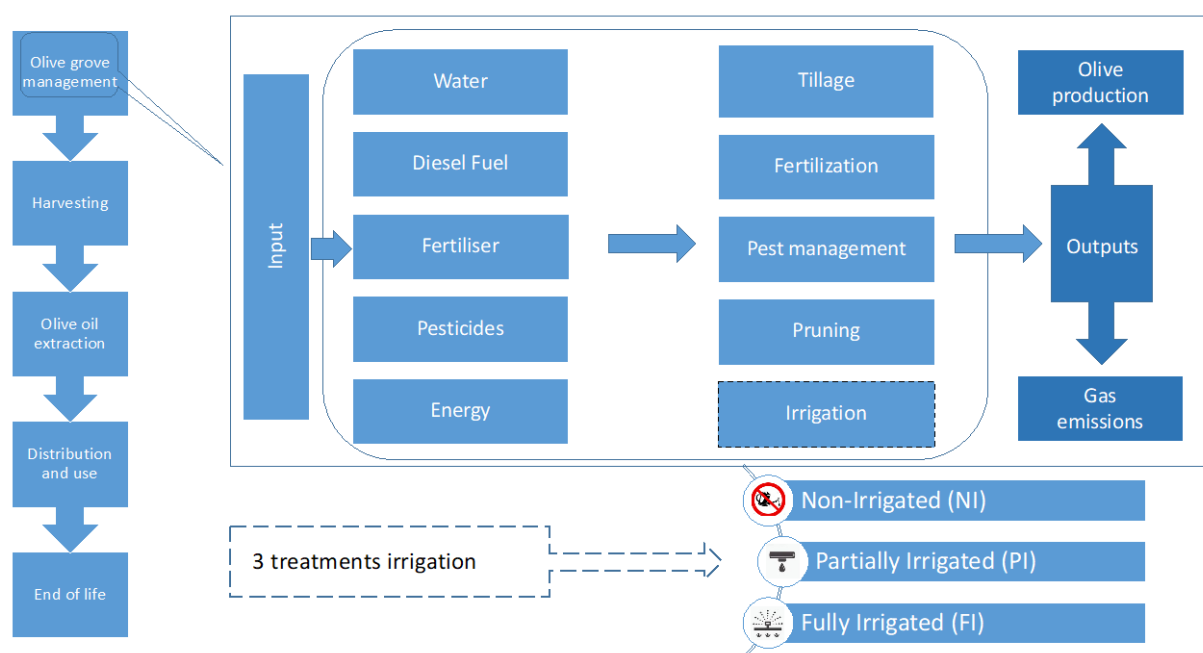 Olive grove
management
Harvesting
Olive oil
extraction
Distribution
and use
End of life
Input
Water
Diesel Fuel
Fertiliser
Pesticides
Energy
Tillage
Fertilization
Pest management
Pruning
Irrigation
Olive
production
Outputs
Gas
emissions
3 treatments irrigation
Non-Irrigated (NI)
Partially Irrigated (PI)
Fully Irrigated (FI)